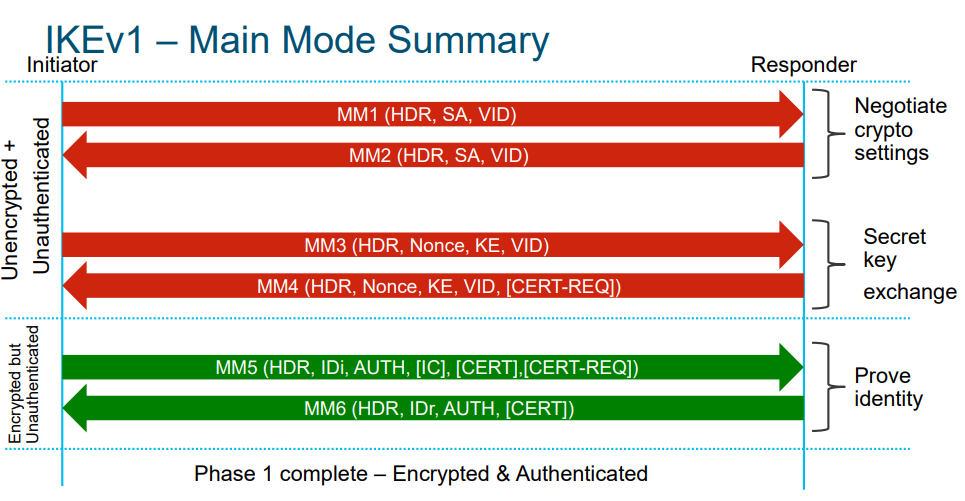 IKEv1 – Main Mode Summary
Initiator
Responder
Unencrypted +
Unauthenticated
MM1 (HDR, SA, VID)
MM2 (HDR, SA, VID)
Negotiate
crypto
settings
MM3 (HDR, Nonce, KE, VID)
MM4 (HDR, Nonce, KE, VID, [CERT-REQ])
Secret
key
exchange
Encrypted but
Unauthenticated
MM5 (HDR, IDi, AUTH, [IC], [CERT],[CERT-REQ])
MM6 (HDR, IDr, AUTH, [CERT])
Prove
identity
Phase 1 complete – Encrypted & Authenticated